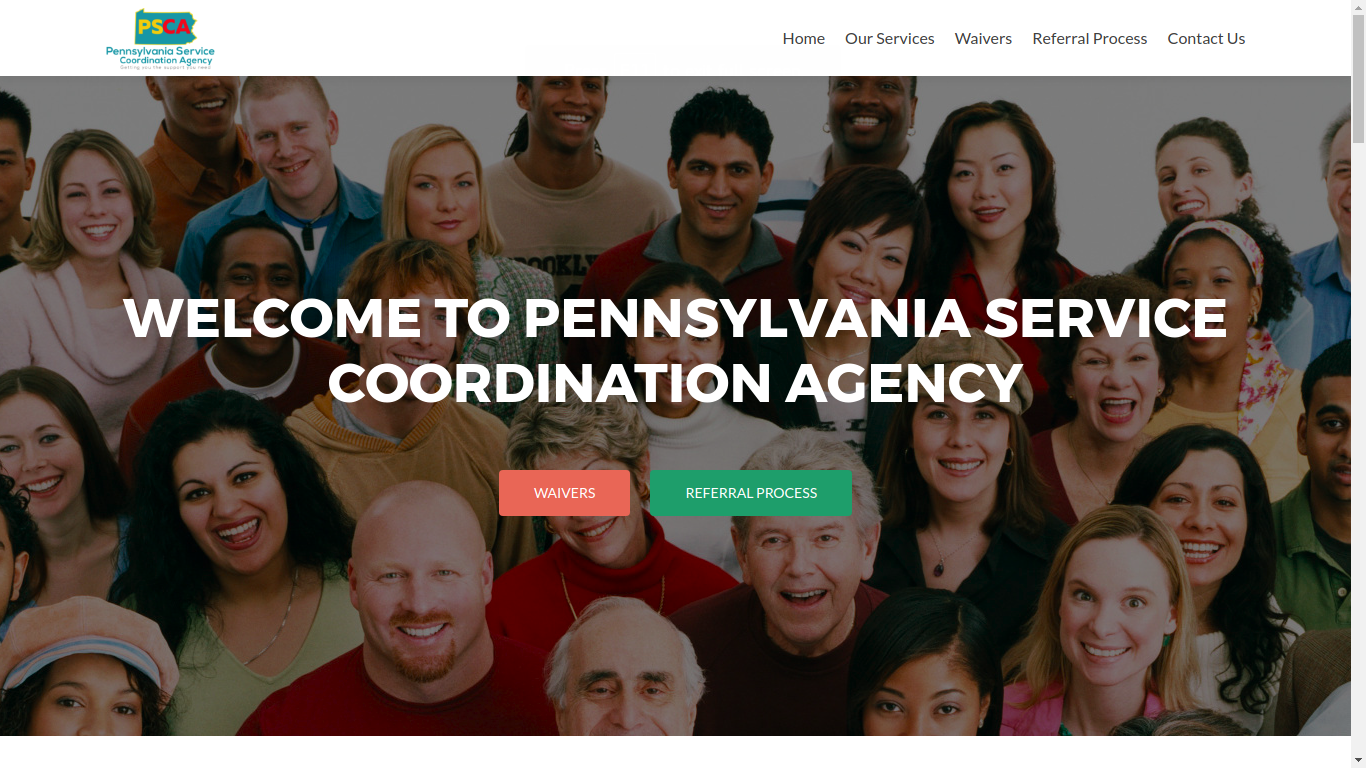 PSCA
Pennsylvania Service
Coordination Agency
Getting you the support you need
Home
Our Services
Waivers
Referral Process
Contact Us
BROOKLY
WELCOME TO PENNSYLVANIA SERVICE
COORDINATION AGENCY
WAIVERS
REFERRAL PROCESS